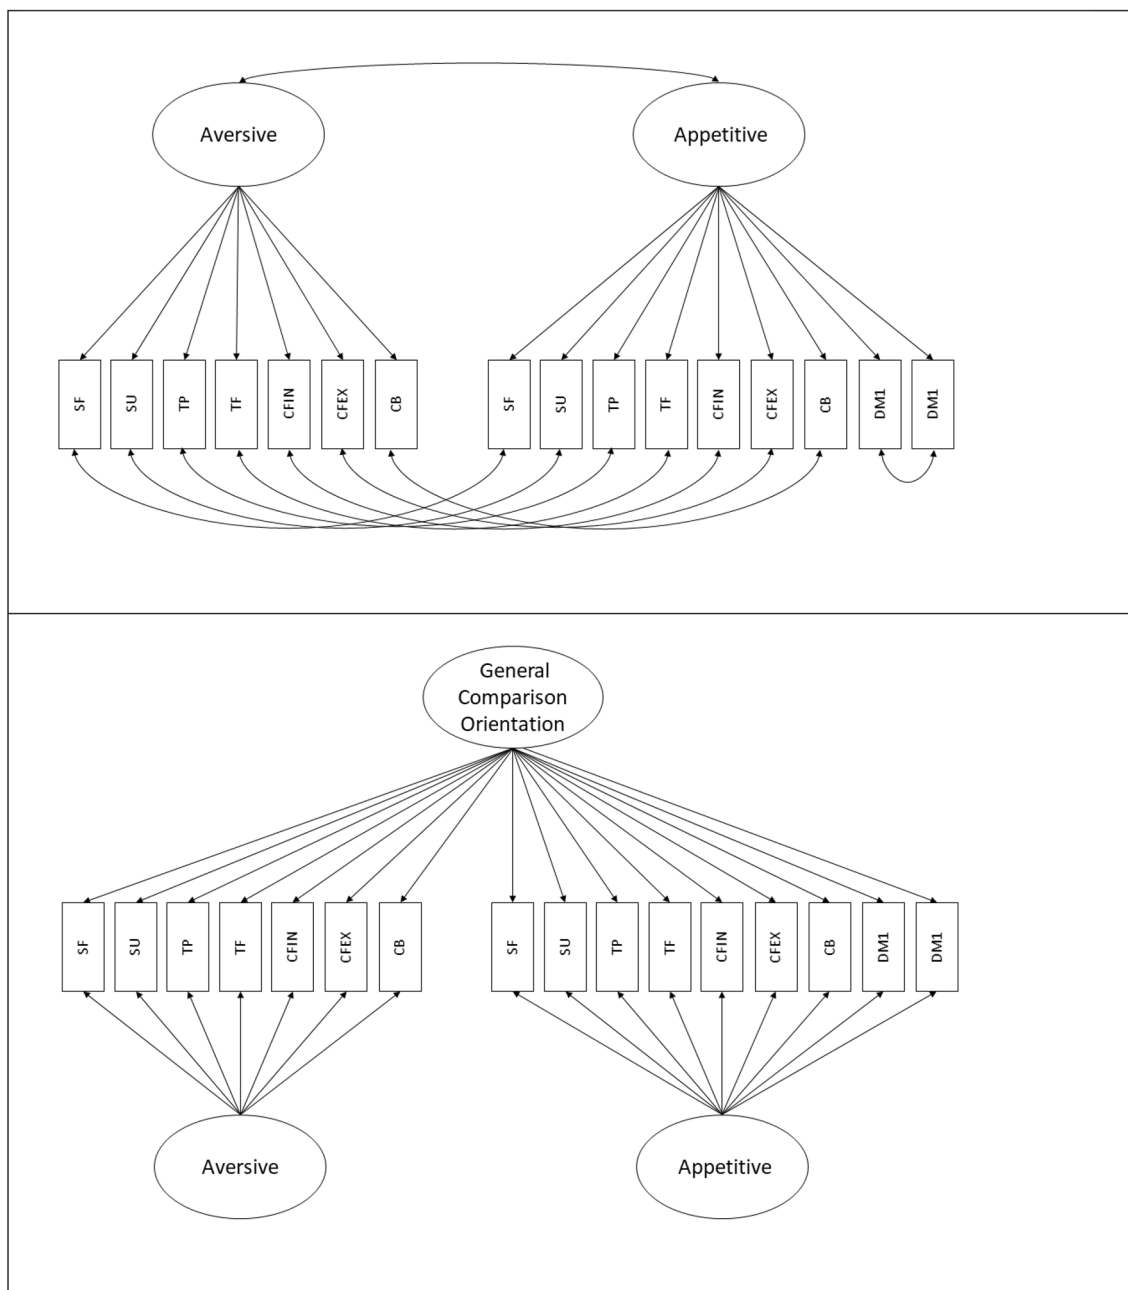 Aversive
Appetitive
SF
SU
TP
TF
CFIN
CFEX
CB
SF
SU
TP
TF
CFIN
CFEX
CB
DM1
DM1
General
Comparison
Orientation
SF
SU
TP
TF
CFIN
CFEX
CB
SF
SU
TP
TF
CFIN
CFEX
CB
DM1
DM1
Aversive
Appetitive